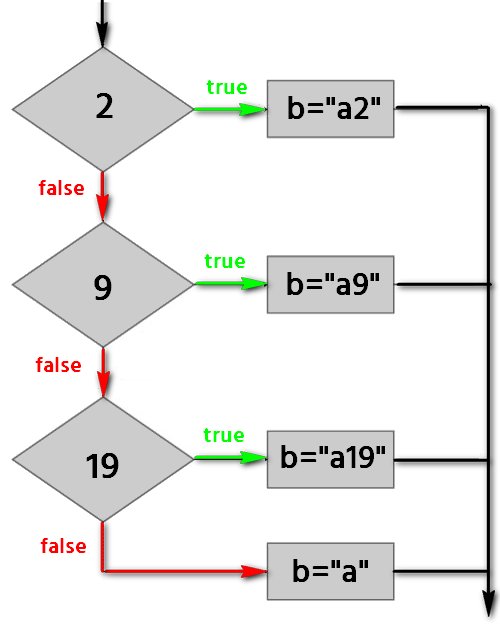 true
2
b="a2"
false
true
9
b="a9"
false
true
19
b="a19"
false
b="a"